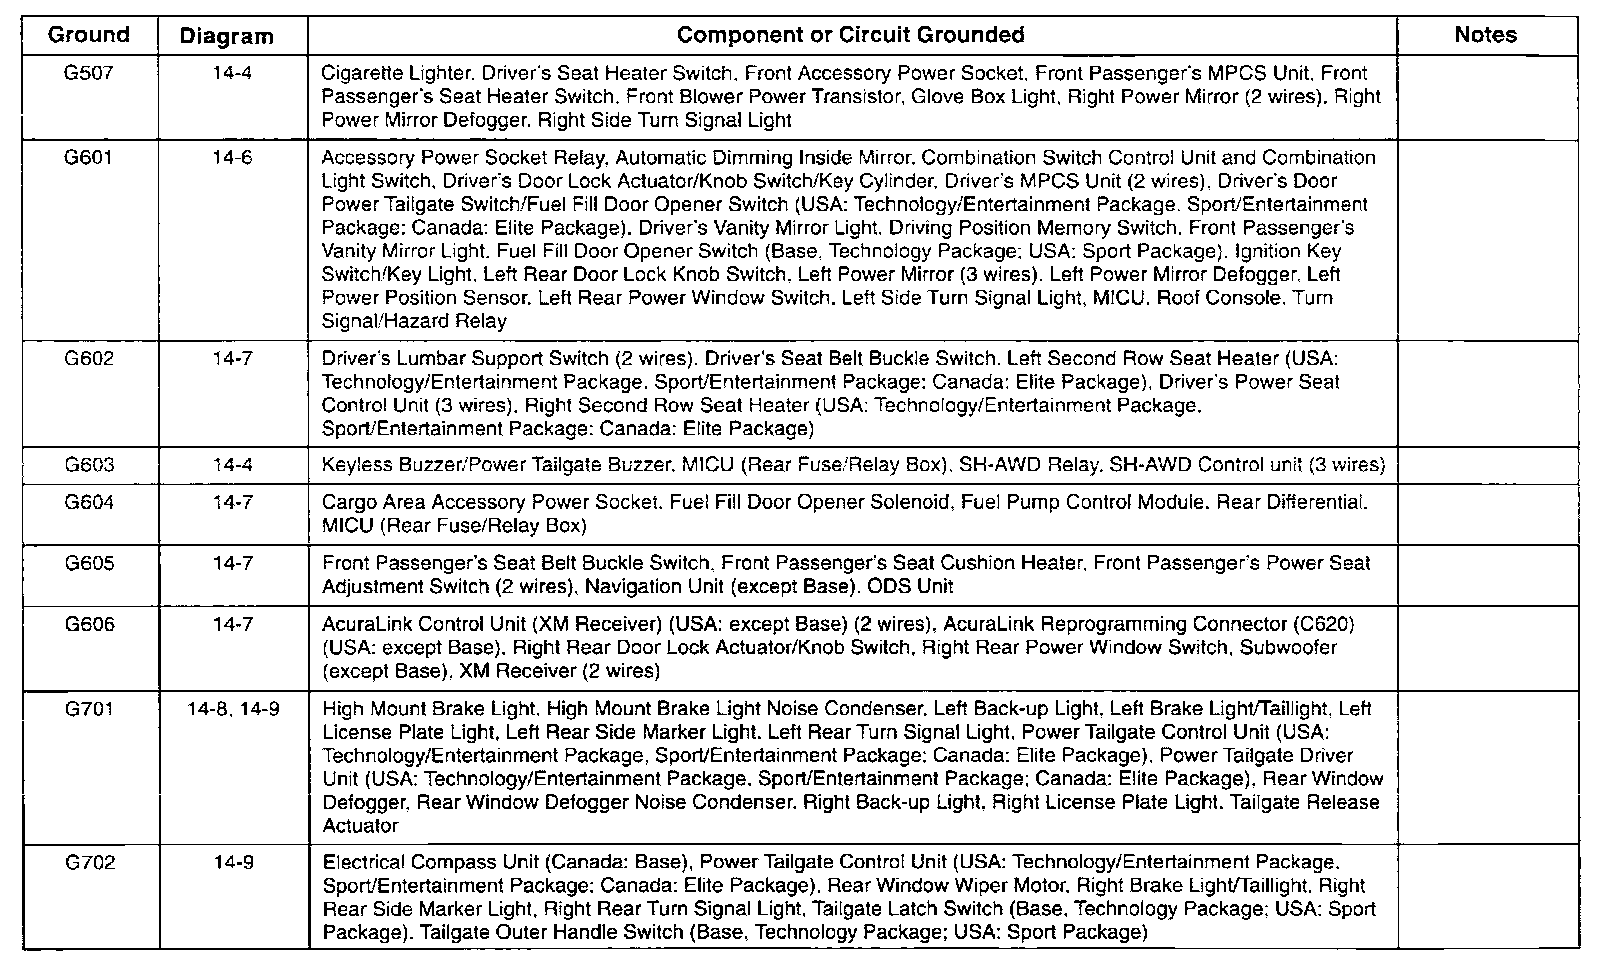 Ground Diagram Component or Circuit Grounded Notes
G507 14-4 Cigarette Lighter, Driver's Seat Heater Switch, Front Accessory Power Socket, Front Passenger's MPCS Unit, Front
Passenger's Seat Heater Switch, Front Blower Power Transistor, Glove Box Light, Right Power Mirror (2 wires), Right
Power Mirror Defogger, Right Side Turn Signal Light
G601 14-6 Accessory Power Socket Relay, Automatic Dimming Inside Mirror, Combination Switch Control Unit and Combination
Light Switch, Driver's Door Lock Actuator/Knob Switch/Key Cylinder, Driver's MPCS Unit (2 wires), Driver's Door
Power Tailgate Switch/Fuel Fill Door Opener Switch (USA: Technology/Entertainment Package, Sport/Entertainment
Package; Canada: Elite Package), Driver's Vanity Mirror Light, Driving Position Memory Switch, Front Passenger's
Vanity Mirror Light, Fuel Fill Door Opener Switch (Base, Technology Package; USA: Sport Package), Ignition Key
Switch/Key Light, Left Rear Door Lock Knob Switch, Left Power Mirror (3 wires), Left Power Mirror Defogger, Left
Power Position Sensor, Left Rear Power Window Switch, Left Side Turn Signal Light, MICU, Roof Console, Turn
Signal/Hazard Relay
G602 14-7 Driver's Lumbar Support Switch (2 wires), Driver's Seat Belt Buckle Switch, Left Second Row Seat Heater (USA:
Technology/Entertainment Package, Sport/Entertainment Package; Canada: Elite Package), Driver's Power Seat
Control Unit (3 wires), Right Second Row Seat Heater (USA: Technology/Entertainment Package,
Sport/Entertainment Package; Canada: Elite Package)
G603 14-4 Keyless Buzzer/Power Tailgate Buzzer, MICU (Rear Fuse/Relay Box), SH-AWD Relay, SH-AWD Control unit (3 wires)
G604 14-7 Cargo Area Accessory Power Socket, Fuel Fill Door Opener Solenoid, Fuel Pump Control Module, Rear Differential,
MICU (Rear Fuse/Relay Box)
G605 14-7 Front Passenger's Seat Belt Buckle Switch, Front Passenger's Seat Cushion Heater, Front Passenger's Power Seat
Adjustment Switch (2 wires), Navigation Unit (except Base), ODS Unit
G606 14-7 AcuraLink Control Unit (XM Receiver) (USA: except Base) (2 wires), AcuraLink Reprogramming Connector (C620)
(USA: except Base), Right Rear Door Lock Actuator/Knob Switch, Right Rear Power Window Switch, Subwoofer
(except Base), XM Receiver (2 wires)
G701 14-8, 14-9 High Mount Brake Light, High Mount Brake Light Noise Condenser, Left Back-up Light, Left Brake Light/Taillight, Left
License Plate Light, Left Rear Side Marker Light, Left Rear Turn Signal Light, Power Tailgate Control Unit (USA:
Technology/Entertainment Package, Sport/Entertainment Package; Canada: Elite Package), Power Tailgate Driver
Unit (USA: Technology/Entertainment Package, Sport/Entertainment Package; Canada: Elite Package), Rear Window
Defogger, Rear Window Defogger Noise Condenser, Right Back-up Light, Right License Plate Light, Tailgate Release
Actuator
G702 14-9 Electrical Compass Unit (Canada: Base), Power Tailgate Control Unit (USA: Technology/Entertainment Package,
Sport/Entertainment Package; Canada: Elite Package), Rear Window Wiper Motor, Right Brake Light/Taillight, Right
Rear Side Marker Light, Right Rear Turn Signal Light, Tailgate Latch Switch (Base, Technology Package; USA: Sport
Package), Tailgate Outer Handle Switch (Base, Technology Package; USA: Sport Package)